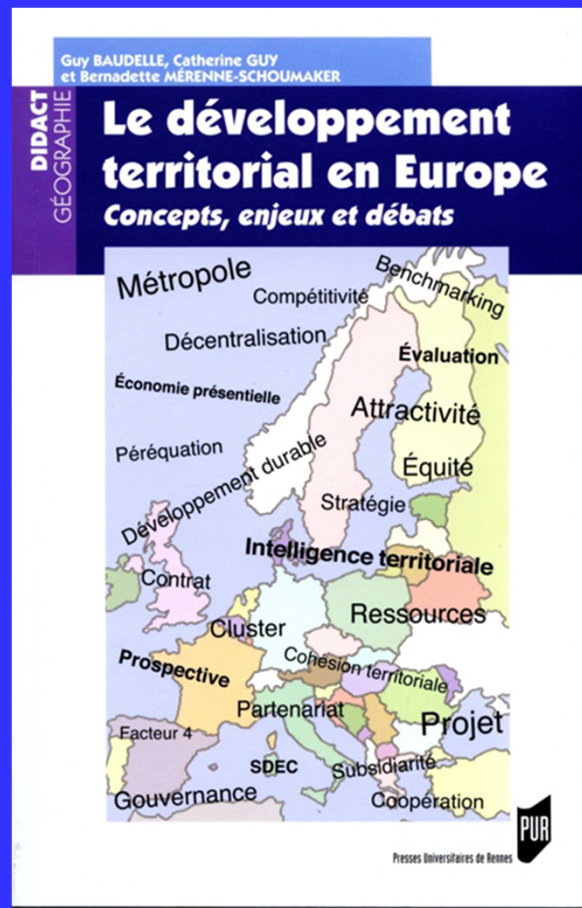 Guy BAUDELLE, Catherine GUY
et Bernadette MÉRENNE-SCHOUMAKER
DIDACT
GÉOGRAPHIE
Le développement
territorial en Europe
Concepts, enjeux et débats
Métropole
Benchmarking
Compétitivité
Décentralisation
Évaluation
Économie présentielle
Attractivité
Péréquation
Développement durable
Équité
Stratégie
Intelligence territoriale
Contrat
Ressources
Cluster
Cohésion territoriale
Prospective
Partenariat
Projet
Facteur 4
SDEC
Subsidiarité
Gouvernance
Coopération
PUR
Presses Universitaires de Rennes